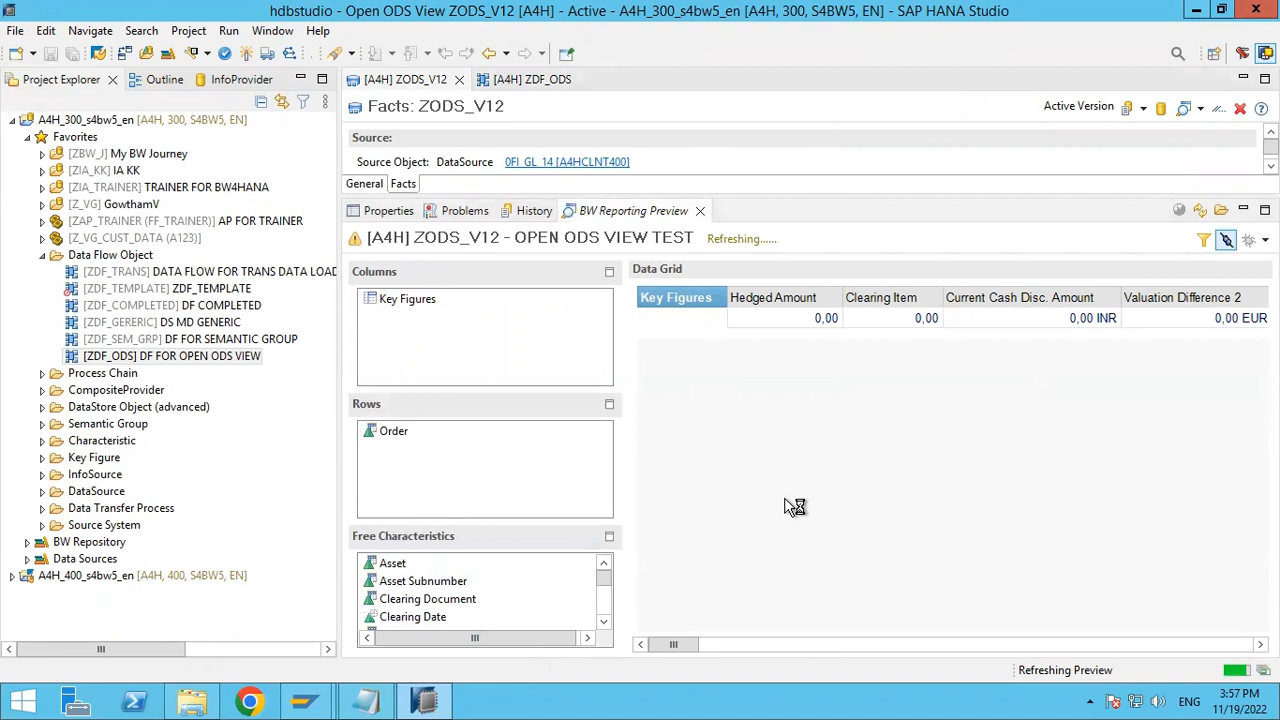 hdbstudio - Open ODS View ZODS_V12 [A4H] - Active - A4H_300_s4bw5_en [A4H, 300, S4BW5, EN] - SAP HANA Studio
File Edit Navigate Search Project Run Window Help
Project Explorer Outline InfoProvider
[A4H] ZODS_V12 [A4H] ZDF_ODS
Facts: ZODS_V12
Active Version
Source:
Source Object: DataSource 0FI_GL_14 [A4HCLNT400]
General Facts
A4H_300_s4bw5_en [A4H, 300, S4BW5, EN]
Favorites
[ZBW_J] My BW Journey
[ZIA_KK] IA KK
[ZIA_TRAINER] TRAINER FOR BW4HANA
[Z_VG] GowthamV
[ZAP_TRAINER] (FF_TRAINER)] AP FOR TRAINER
[Z_VG_CUST_DATA (A123)]
Data Flow Object
[ZDF_TRANS] DATA FLOW FOR TRANS DATA LOAD
[ZDF_TEMPLATE] ZDF_TEMPLATE
[ZDF_COMPLETED] DF COMPLETED
[ZDF_GERERIC] DS MD GENERIC
[ZDF_SEM_GRP] DF FOR SEMANTIC GROUP
[ZDF_ODS] DF FOR OPEN ODS VIEW
Process Chain
CompositeProvider
DataStore Object (advanced)
Semantic Group
Characteristic
Key Figure
InfoSource
DataSource
Data Transfer Process
Source System
BW Repository
Data Sources
A4H_400_s4bw5_en [A4H, 400, S4BW5, EN]
Properties Problems History BW Reporting Preview
[A4H] ZODS_V12 - OPEN ODS VIEW TEST Refreshing......
Columns
Key Figures
Rows
Order
Free Characteristics
Asset
Asset Subnumber
Clearing Document
Clearing Date
Data Grid
Key Figures Hedged Amount Clearing Item Current Cash Disc. Amount Valuation Difference 2
0,00 0,00 0,00 INR 0,00 EUR
Refreshing Preview
ENG
3:57 PM
11/19/2022